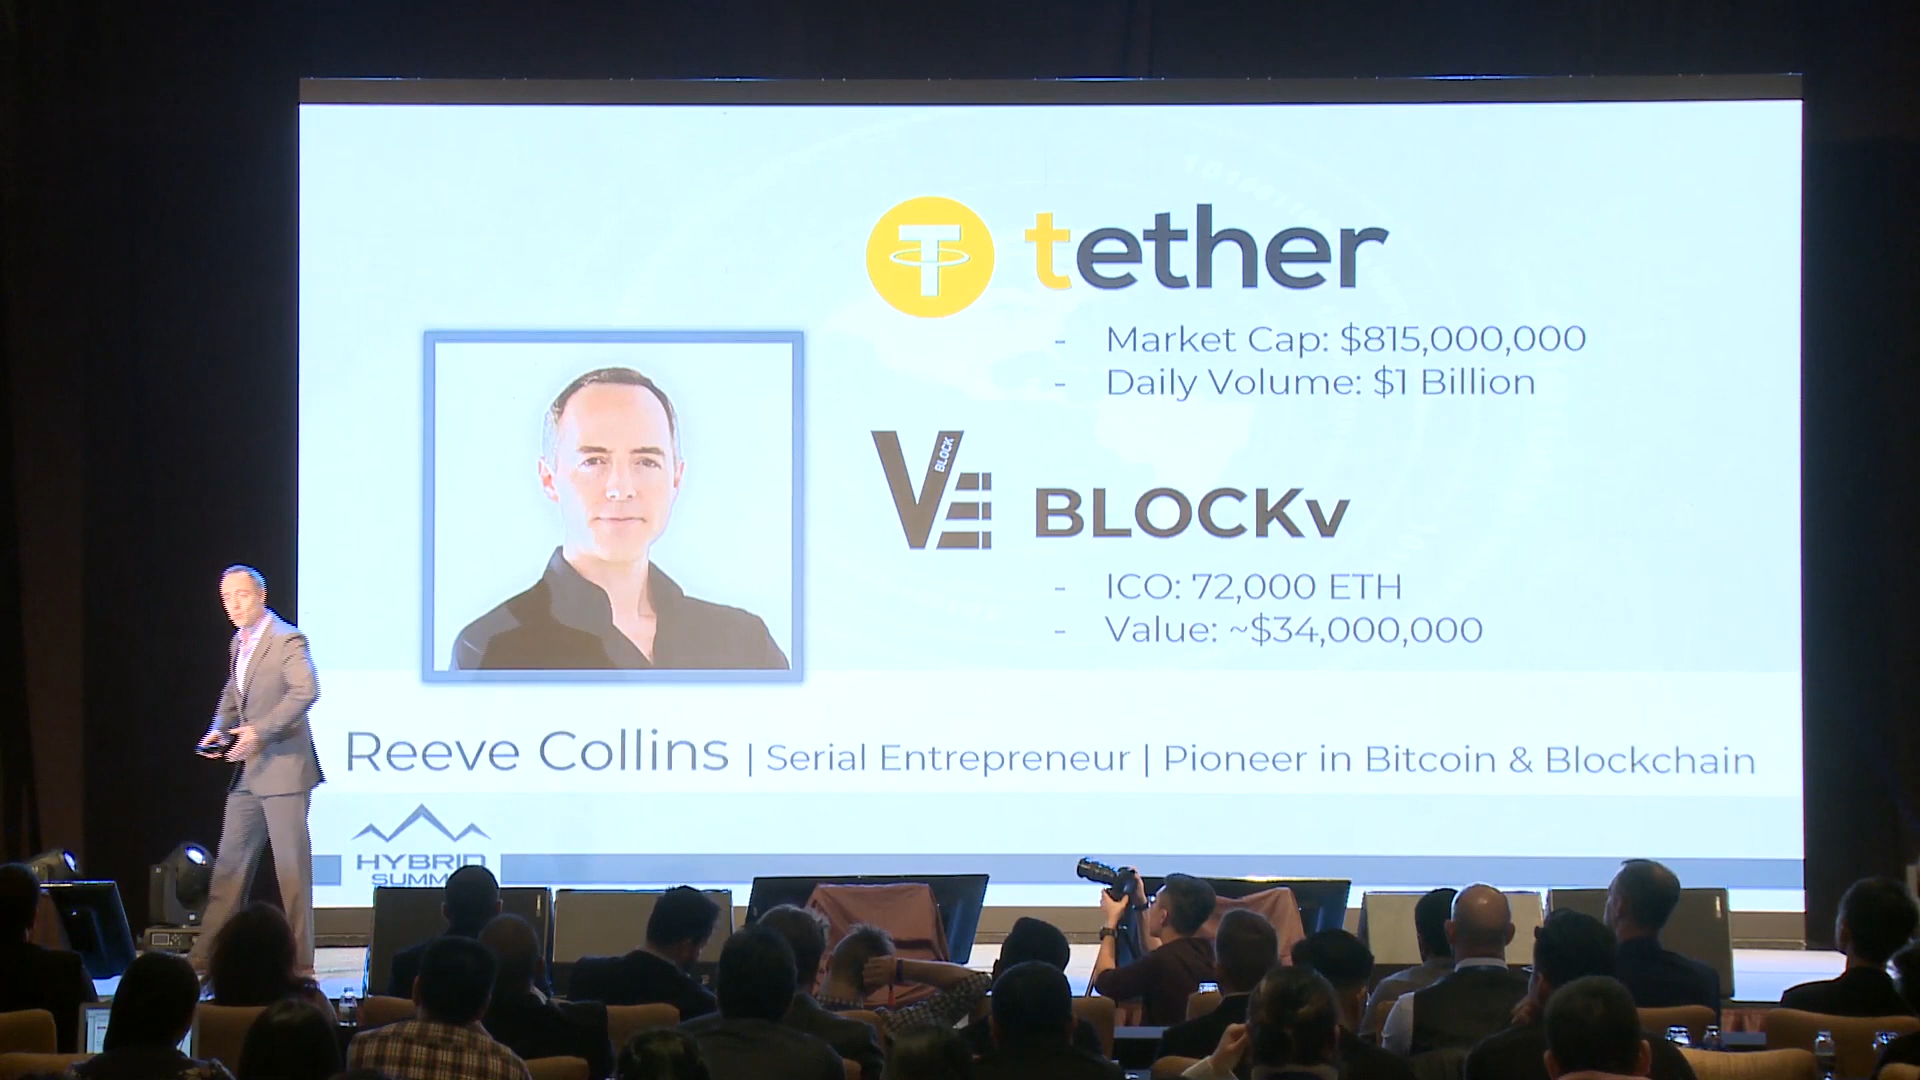 tether
- Market Cap: $815,000,000
- Daily Volume: $1 Billion
BLOCK
BLOCKv
- ICO: 72,000 ETH
- Value: ~$34,000,000
Reeve Collins | Serial Entrepreneur | Pioneer in Bitcoin & Blockchain
HYBRID